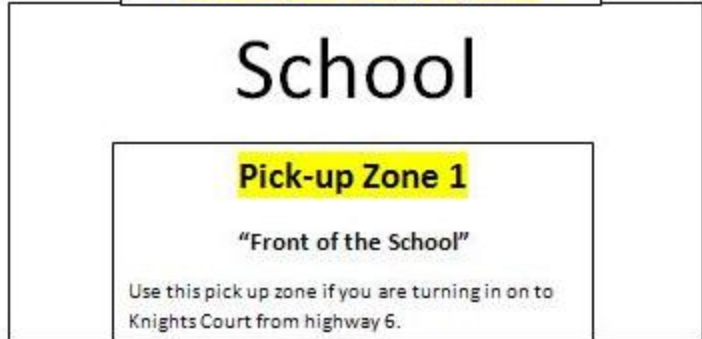 School
Pick-up Zone 1
“Front of the School”
Use this pick up zone if you are turning in on to
Knights Court from highway 6.